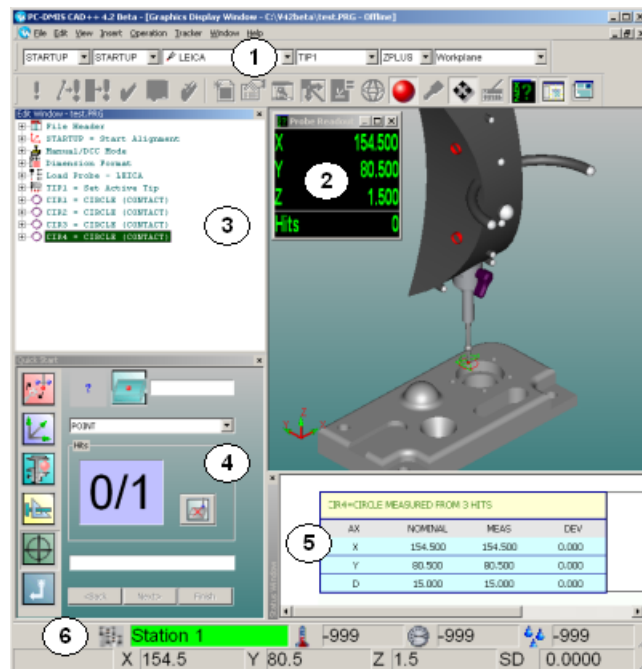 PC-DMIS CAD++ 4.2 Beta - [Graphics Display Window - C:\V42beta\test.PRG - Offline]
File Edit View Insert Operation Tracker Window Help
STARTUP STARTUP LEICA 1 TIP1 ZPLUS Workplane
Edit Window - test.PRG
File Header
STARTUP = Start Alignment
Manual/DCC Mode
Dimension Format
Load Probe - LEICA
TIP1 = Set Active Tip
CIR1 = CIRCLE (CONTACT)
CIR2 = CIRCLE (CONTACT)
CIR3 = CIRCLE (CONTACT)
CIR4 = CIRCLE (CONTACT)
3
Probe Readout
X 154.500
Y 80.500
Z 1.500
Hits 0
2
Z
Y
X
Quick Start
?
POINT
Hits
0/1
4
<Back Next> Finish
Status Window
CIR4=CIRCLE MEASURED FROM 3 HITS
AX NOMINAL MEAS DEV
X 154.500 154.500 0.000
Y 80.500 80.500 0.000
D 15.000 15.000 0.000
5
6 Station 1 -999 -999 -999
X 154.5 Y 80.5 Z 1.5 SD 0.0000